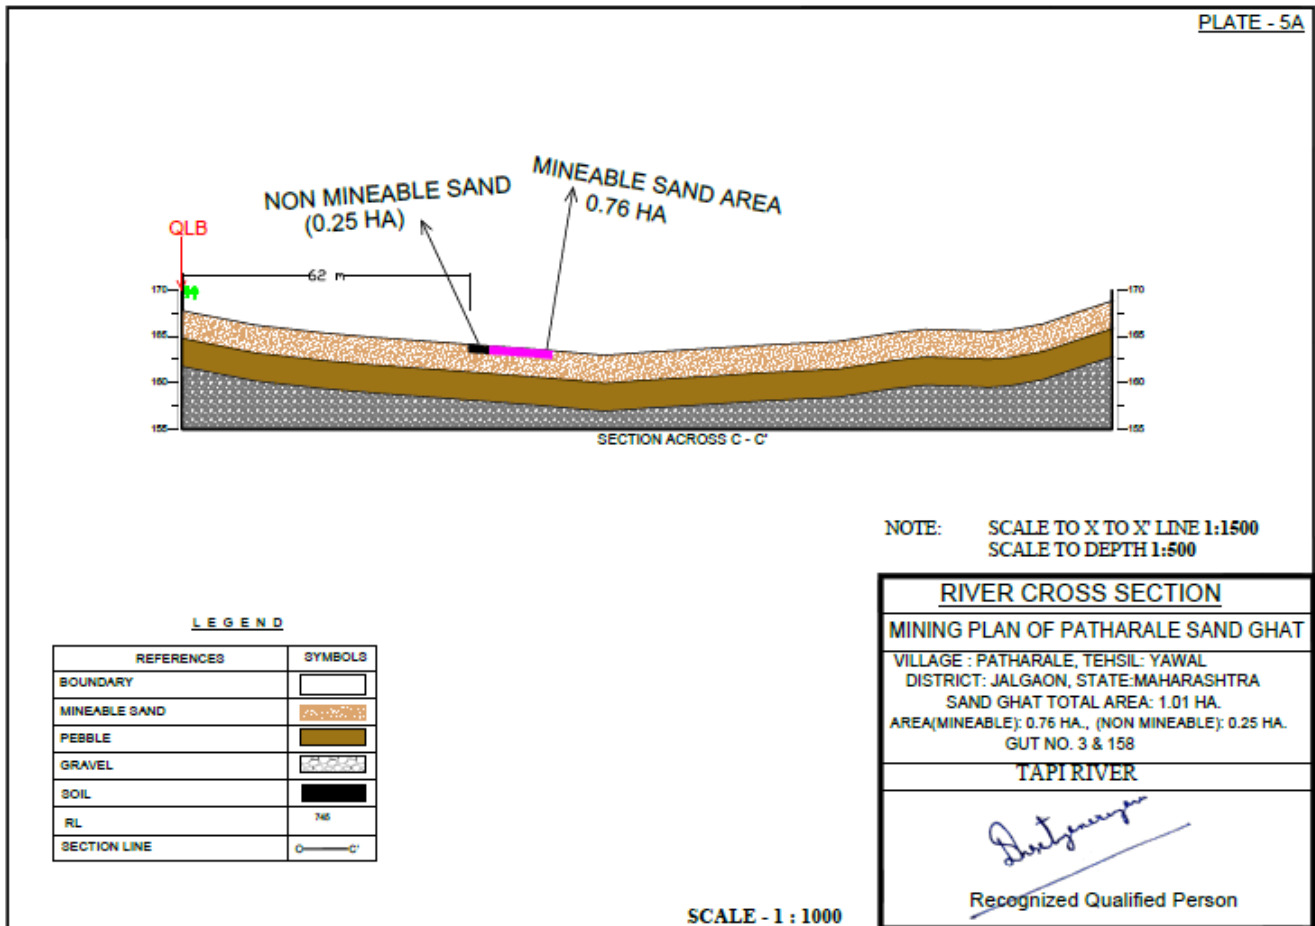 PLATE - 5A
NON MINEABLE SAND
(0.25 HA)
MINEABLE SAND AREA
0.76 HA
QLB
62 m
170
165
160
155
170
165
160
155
SECTION ACROSS C - C'
NOTE: SCALE TO X TO X' LINE 1:1500
SCALE TO DEPTH 1:500
LEGEND
REFERENCES SYMBOLS
BOUNDARY
MINEABLE SAND
PEBBLE
GRAVEL
SOIL
RL 745
SECTION LINE C C'
RIVER CROSS SECTION
MINING PLAN OF PATHARALE SAND GHAT
VILLAGE : PATHARALE, TEHSIL: YAWAL
DISTRICT: JALGAON, STATE:MAHARASHTRA
SAND GHAT TOTAL AREA: 1.01 HA.
AREA(MINEABLE): 0.76 HA., (NON MINEABLE): 0.25 HA.
GUT NO. 3 & 158
TAPI RIVER
Recognized Qualified Person
SCALE - 1 : 1000